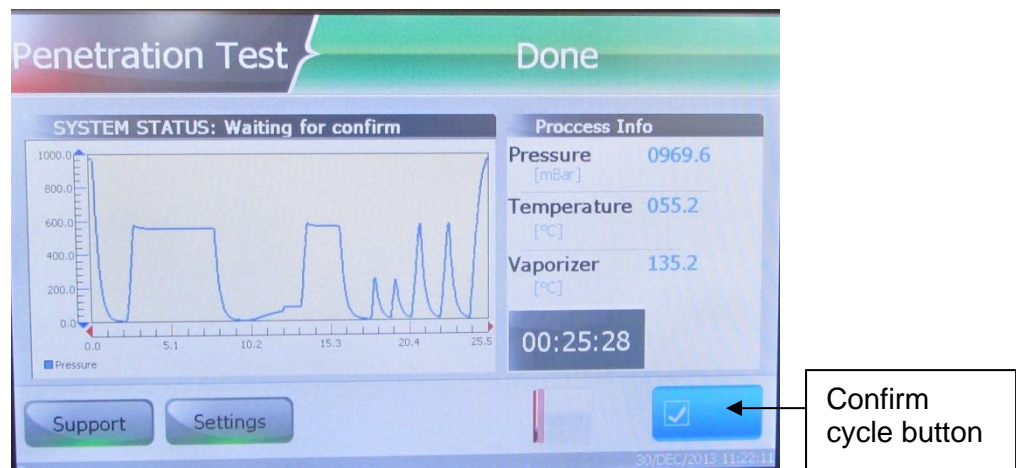 Penetration Test
Done
SYSTEM STATUS: Waiting for confirm
1000.0
800.0
600.0
400.0
200.0
0.0
0.0 5.1 10.2 15.3 20.4 25.5
Pressure
Proccess Info
Pressure 0969.6
[mBar]
Temperature 055.2
[°C]
Vaporizer 135.2
[°C]
00:25:28
Support
Settings
30/DEC/2013 11:22:11
Confirm
cycle button